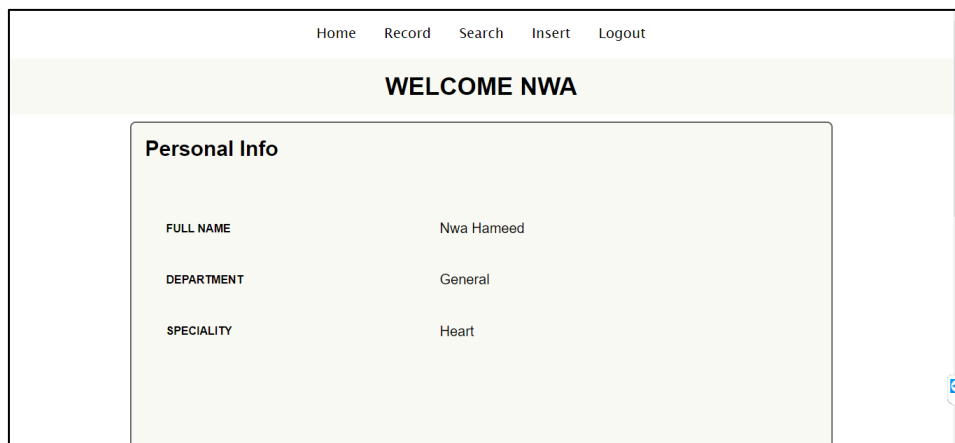 Home Record Search Insert Logout
WELCOME NWA
Personal Info
FULL NAME Nwa Hameed
DEPARTMENT General
SPECIALITY Heart